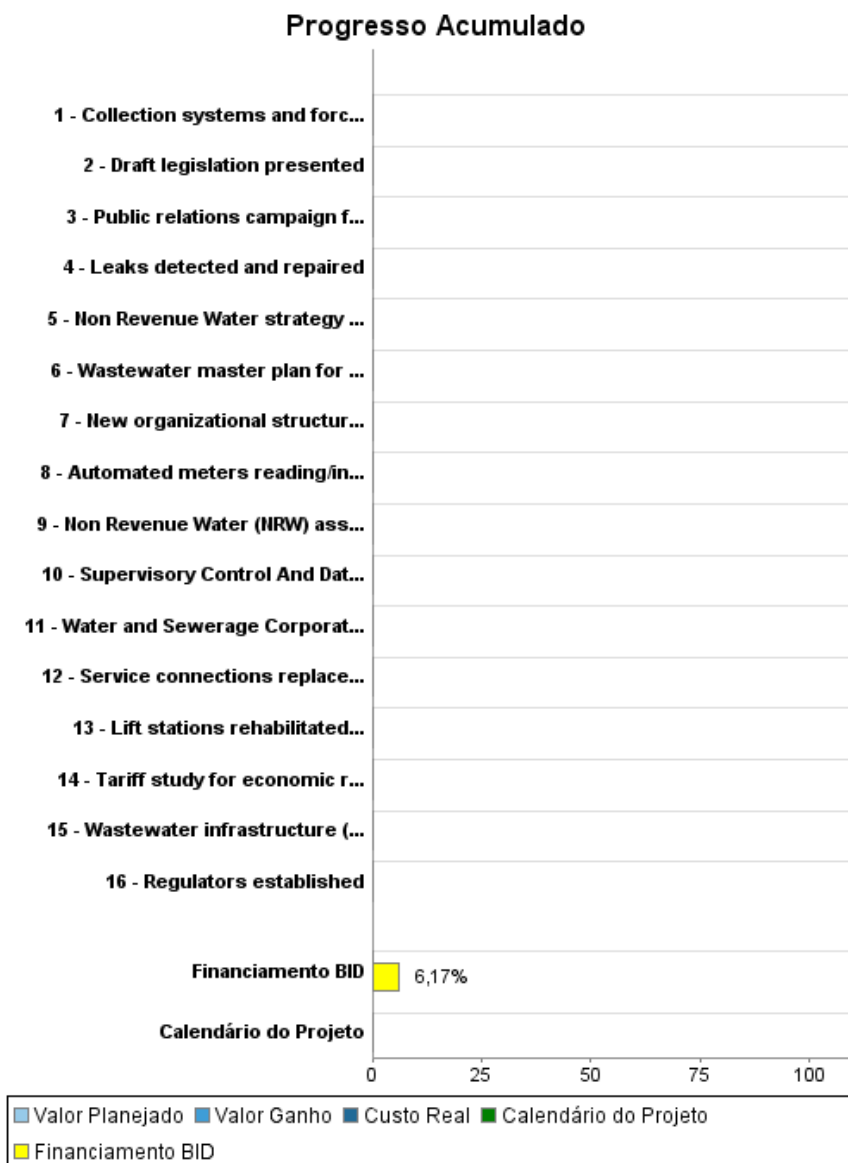 Progresso Acumulado
1 - Collection systems and forc...
2 - Draft legislation presented
3 - Public relations campaign f...
4 - Leaks detected and repaired
5 - Non Revenue Water strategy ...
6 - Wastewater master plan for ...
7 - New organizational structur...
8 - Automated meters reading/in...
9 - Non Revenue Water (NRW) ass...
10 - Supervisory Control And Dat...
11 - Water and Sewerage Corporat...
12 - Service connections replace...
13 - Lift stations rehabilitated...
14 - Tariff study for economic r...
15 - Wastewater infrastructure (...
16 - Regulators established
Financiamento BID 6,17%
Calendário do Projeto
0 25 50 75 100
Valor Planejado Valor Ganho Custo Real Calendário do Projeto
Financiamento BID